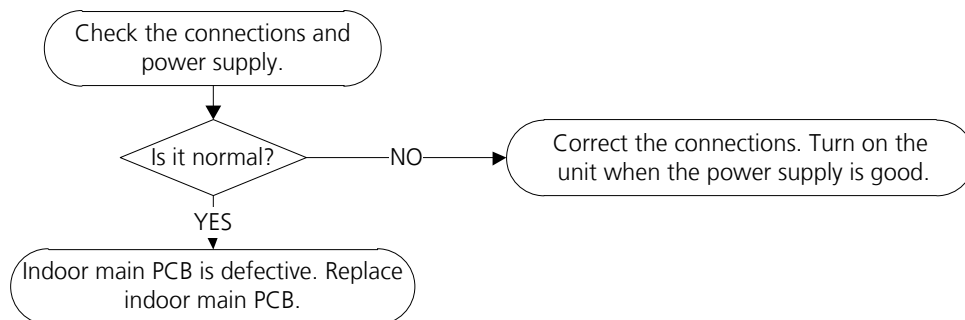 Check the connections and
power supply.
Is it normal?
NO
Correct the connections. Turn on the
unit when the power supply is good.
YES
Indoor main PCB is defective. Replace
indoor main PCB.